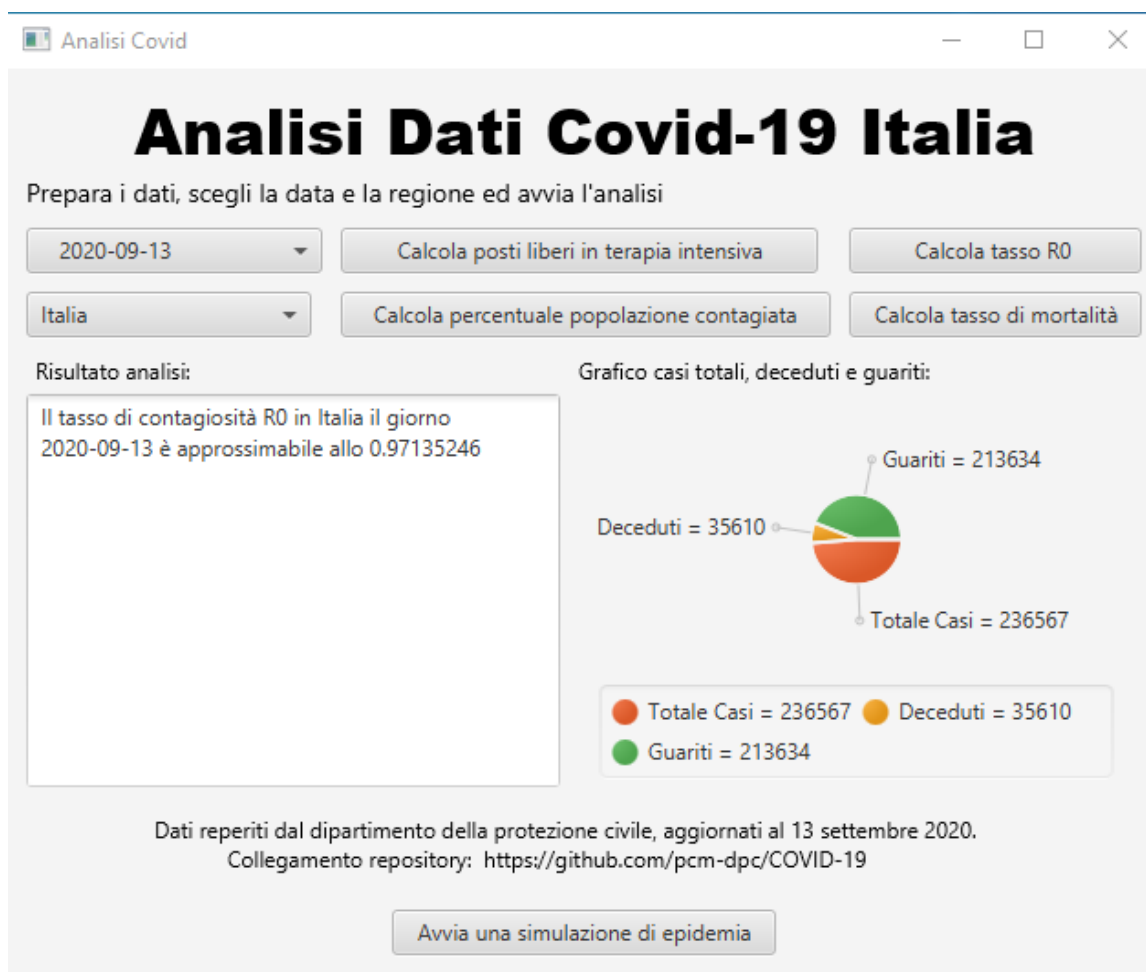 Analisi Covid
Analisi Dati Covid-19 Italia
Prepara i dati, scegli la data e la regione ed avvia l'analisi
2020-09-13
Calcola posti liberi in terapia intensiva
Calcola tasso R0
Italia
Calcola percentuale popolazione contagiata
Calcola tasso di mortalità
Risultato analisi:
Il tasso di contagiosità R0 in Italia il giorno
2020-09-13 è approssimabile allo 0.97135246
Grafico casi totali, deceduti e guariti:
Guariti = 213634
Deceduti = 35610
Totale Casi = 236567
Totale Casi = 236567
Deceduti = 35610
Guariti = 213634
Dati reperiti dal dipartimento della protezione civile, aggiornati al 13 settembre 2020.
Collegamento repository: https://github.com/pcm-dpc/COVID-19
Avvia una simulazione di epidemia